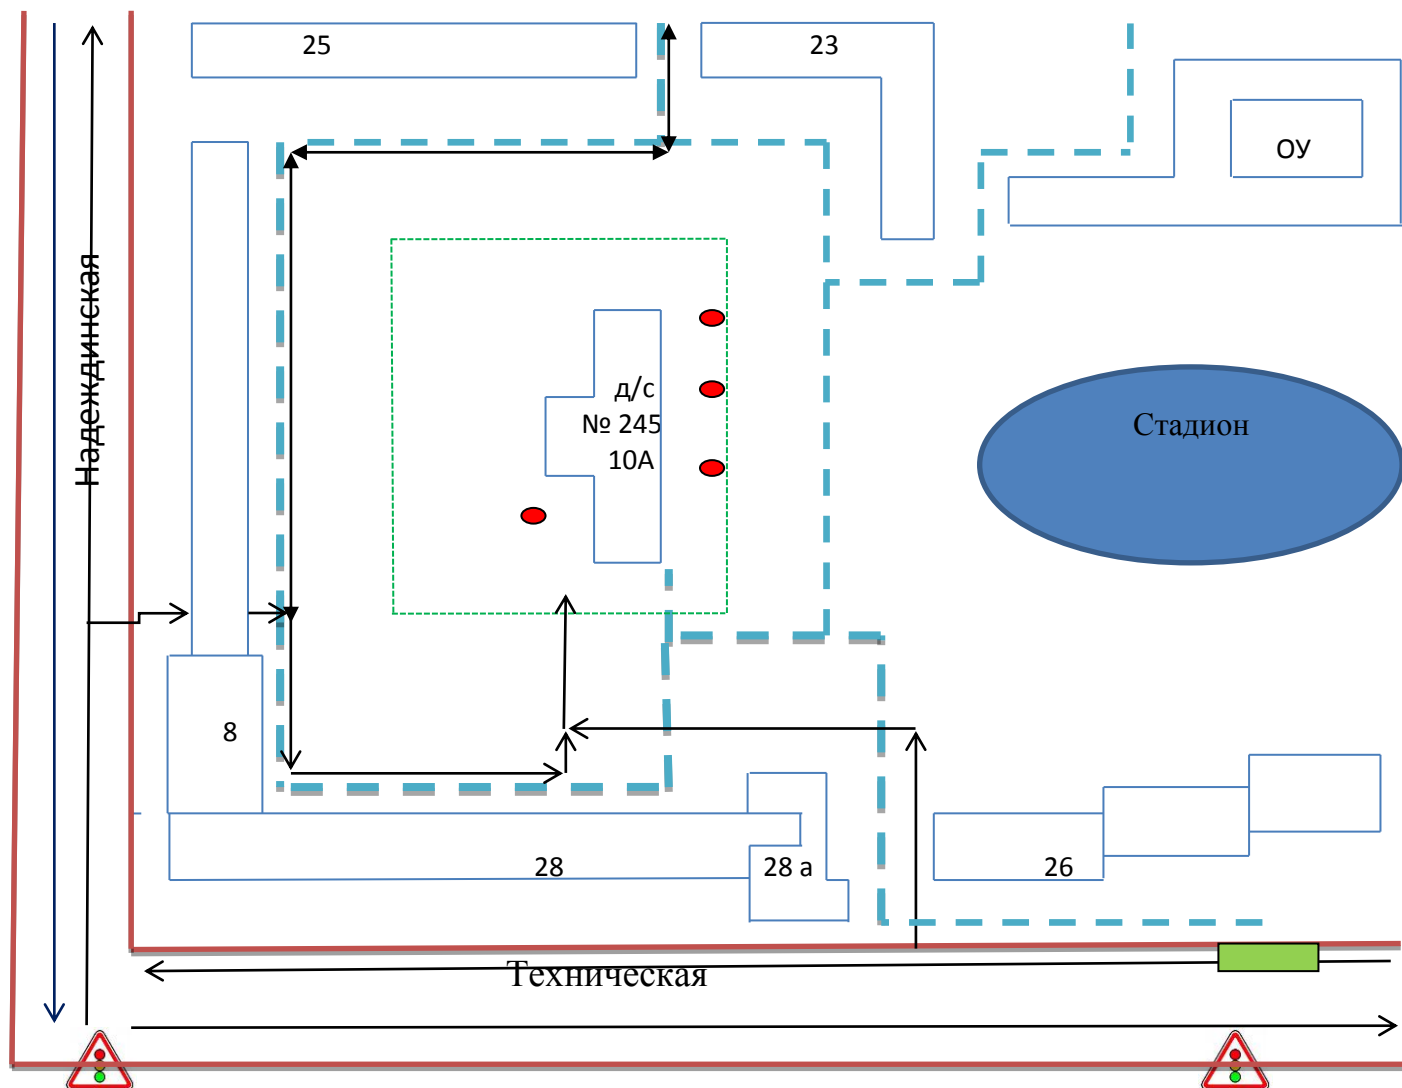 25
23
ОУ
Надеждинская
д/с
№ 245
10А
Стадион
8
28
28 а
26
Техническая